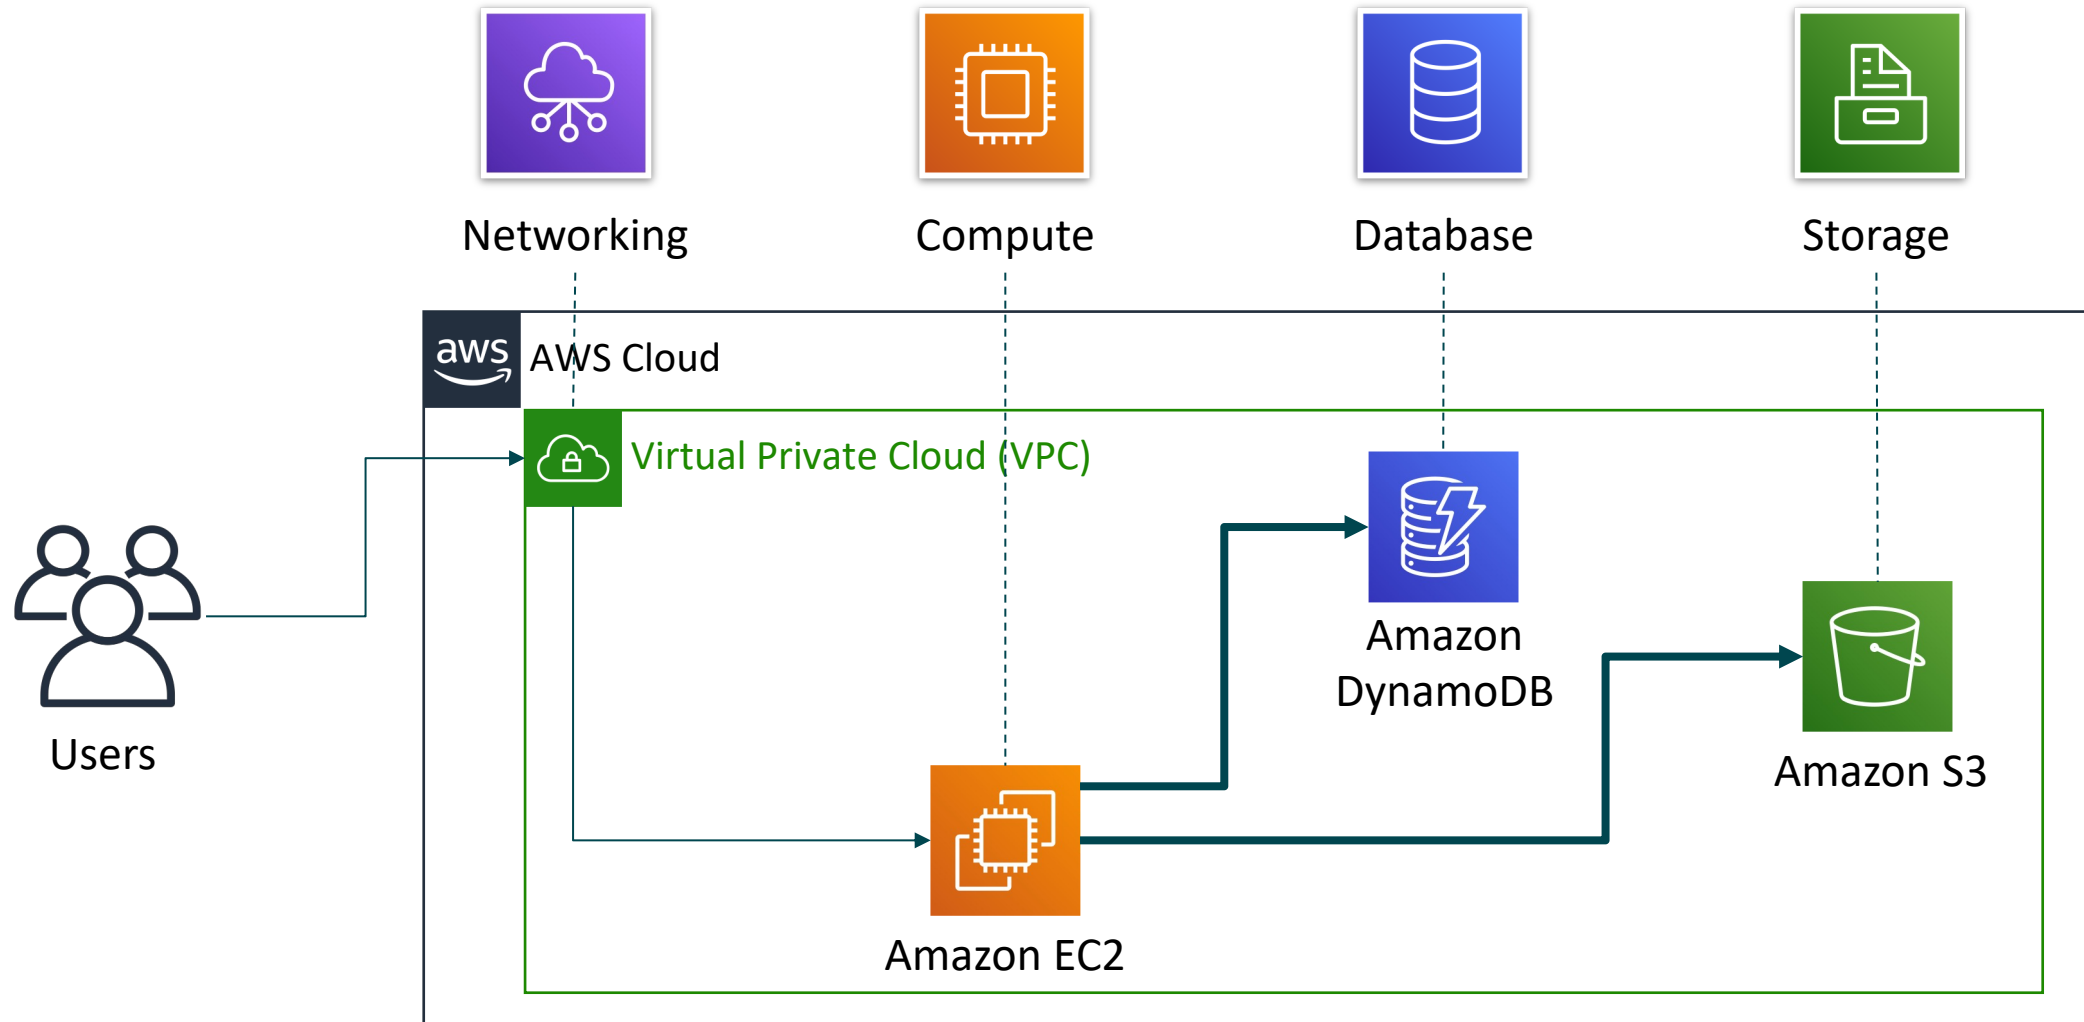 Networking
Compute
Database
Storage
aws
AWS Cloud
Virtual Private Cloud (VPC)
Amazon
DynamoDB
Users
Amazon S3
Amazon EC2